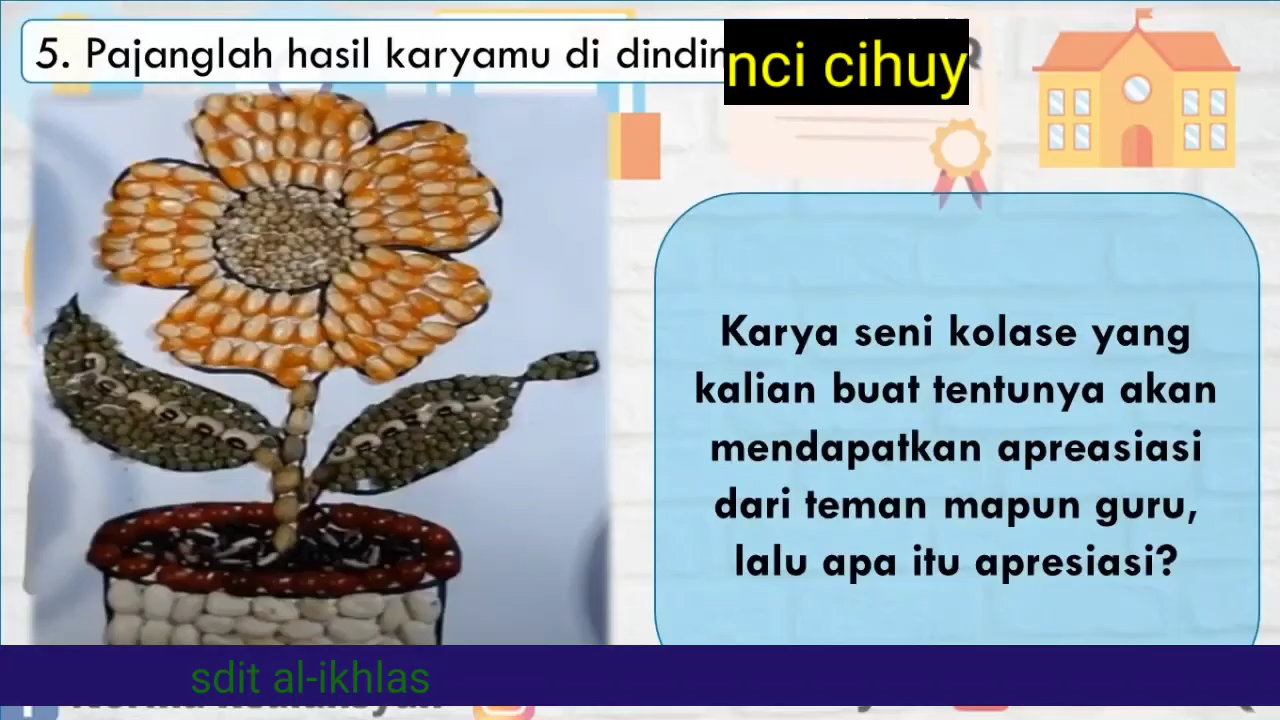 5. Pajanglah hasil karyamu di
nci cihuy
Karya seni kolase yang
kalian buat tentunya akan
mendapatkan apreasiasi
dari teman mapun guru,
lalu apa itu apresiasi?
sdit al-ikhlas